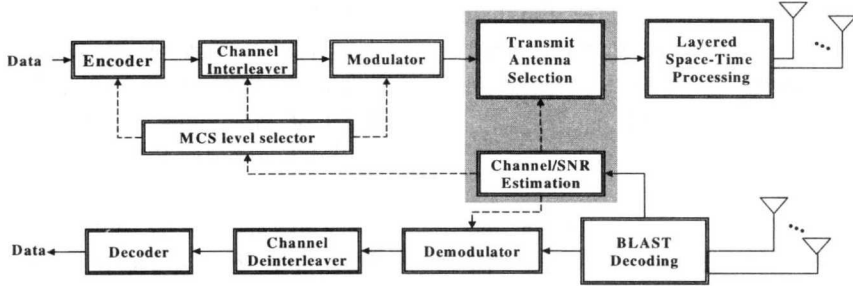 Data
Encoder
Channel
Interleaver
Modulator
Transmit
Antenna
Selection
Layered
Space-Time
Processing
MCS level selector
Channel/SNR
Estimation
Data
Decoder
Channel
Deinterleaver
Demodulator
BLAST
Decoding